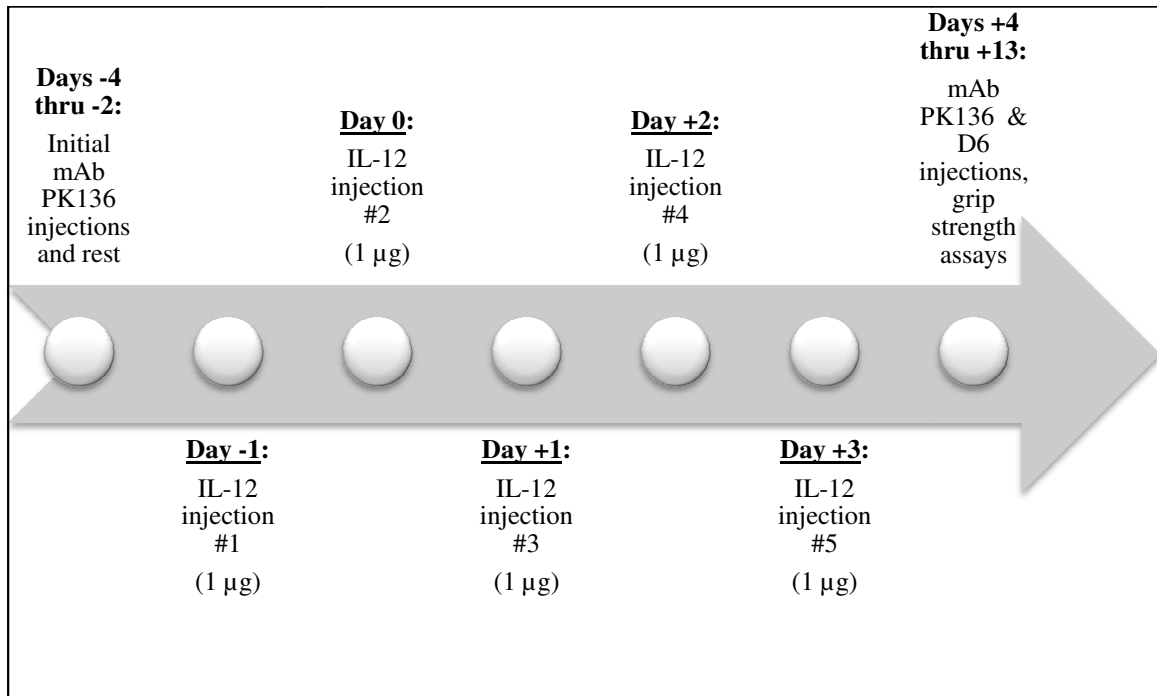 Days -4
thru -2:
Initial
mAb
PK136
injections
and rest
Day -1:
IL-12
injection
#1
(1 µg)
Day 0:
IL-12
injection
#2
(1 µg)
Day +1:
IL-12
injection
#3
(1 µg)
Day +2:
IL-12
injection
#4
(1 µg)
Day +3:
IL-12
injection
#5
(1 µg)
Days +4
thru +13:
mAb
PK136 &
D6
injections,
grip
strength
assays